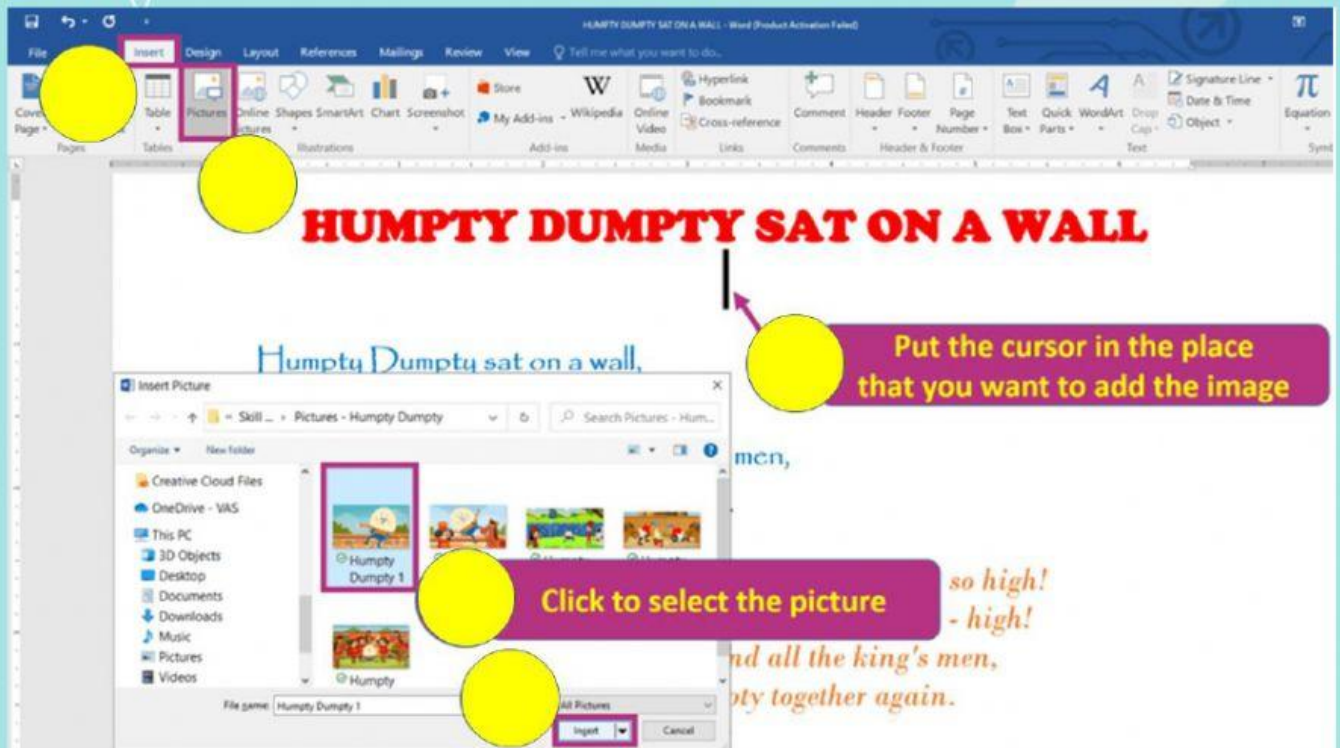 HUMPTY DUMPTY SAT ON A WALL - Word (Product Activation Failed)
File Insert Design Layout References Mailings Review View Tell me what you want to do...
Cover Page
Table
Pictures
Online Pictures
Shapes SmartArt Chart Screenshot
Store
My Add-ins
Wikipedia
Online Video
Hyperlink
Bookmark
Cross-reference
Comment
Header Footer Page Number
Text Box
Quick Parts
WordArt
Drop Cap
Signature Line
Date & Time
Object
Equation
Pages Tables Illustrations Add-ins Media Links Comments Header & Footer Text
HUMPTY DUMPTY SAT ON A WALL
Put the cursor in the place
that you want to add the image
Humpty Dumpty sat on a wall,
men,
Insert Picture
Skill ... Pictures - Humpty Dumpty
Search Pictures - Hum...
Organize New folder
Creative Cloud Files
OneDrive - VAS
This PC
3D Objects
Desktop
Documents
Downloads
Music
Pictures
Videos
Humpty
Dumpty 1
Humpty
Click to select the picture
so high!
- high!
all the king's men,
together again.
File name: Humpty Dumpty 1
All Pictures
Insert Cancel